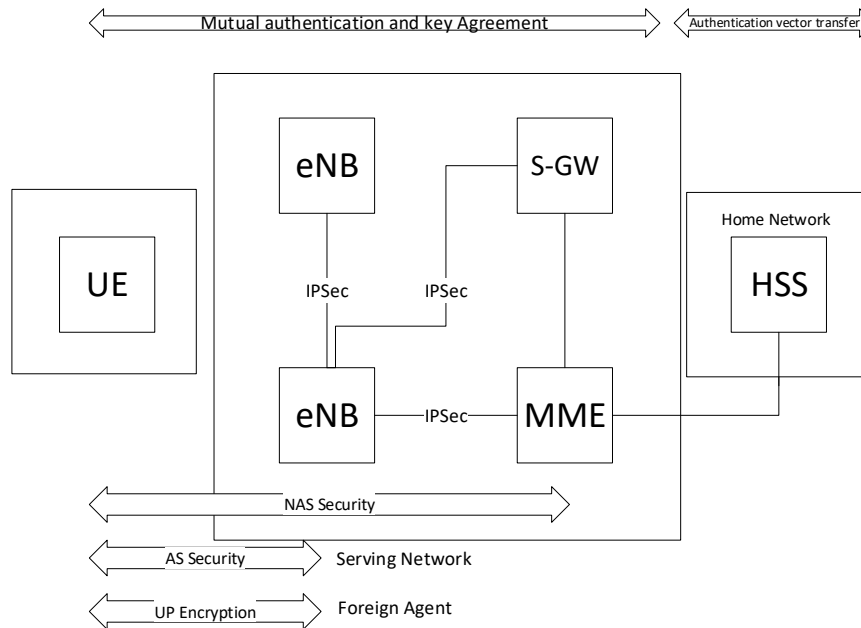 Mutual authentication and key Agreement
Authentication vector transfer
eNB
S-GW
Home Network
UE
HSS
IPSec
IPSec
eNB
IPSec
MME
NAS Security
AS Security
Serving Network
UP Encryption
Foreign Agent